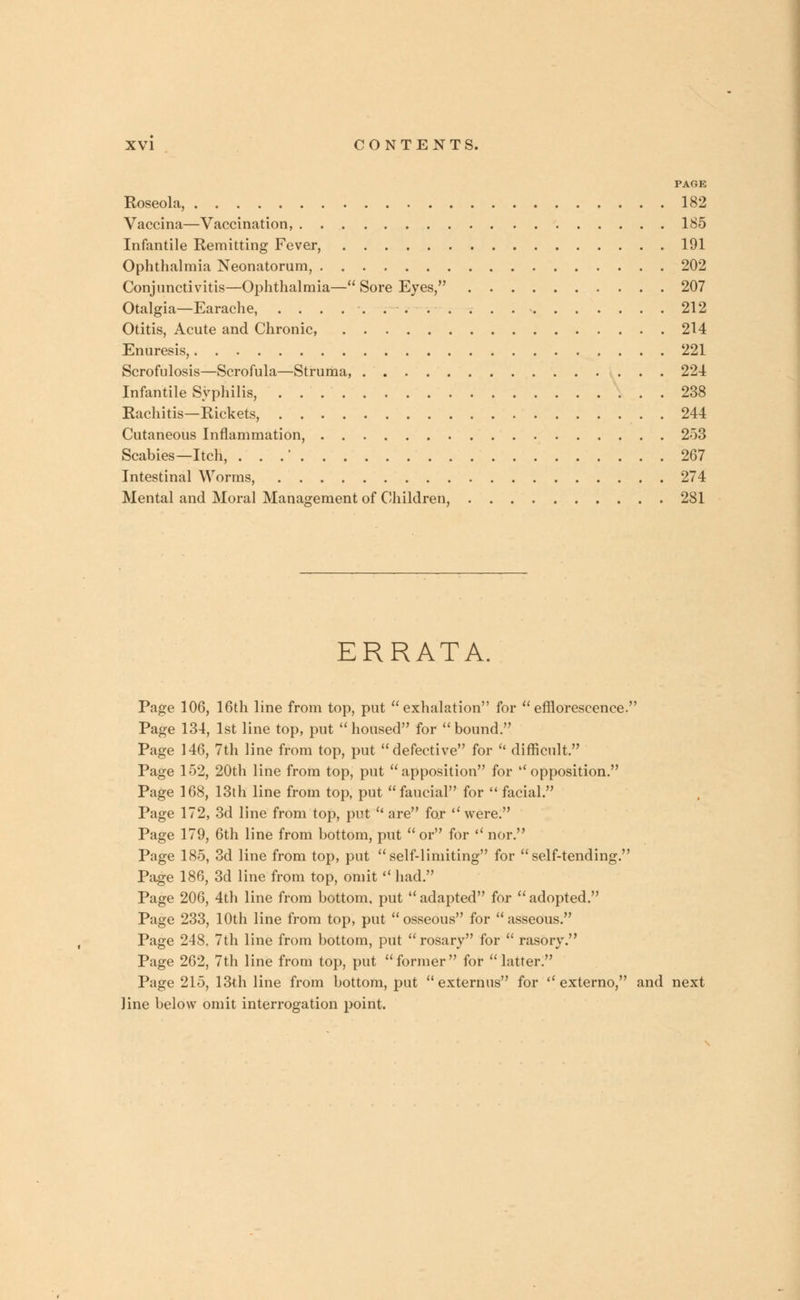 xvi CONTENTS.
PAGE
Roseola, . . . . . . . . . . . . . . . . . . . . . . . 182
Vaccina—Vaccination, . . . . . . . . . . . . . . . . . . 185
Infantile Remitting Fever, . . . . . . . . . . . . . . . . 191
Ophthalmia Neonatorum, . . . . . . . . . . . . . . . . . 202
Conjunctivitis—Ophthalmia—“Sore Eyes,” . . . . . . . . . . 207
Otalgia—Earache, . . . . . . . . . . . . . . . . . . . 212
Otitis, Acute and Chronic, . . . . . . . . . . . . . . . . 214
Enuresis, . . . . . . . . . . . . . . . . . . . . . . . 221
Scrofulosis—Scrofula—Struma, . . . . . . . . . . . . . . . 224
Infantile Syphilis, . . . . . . . . . . . . . . . . . . . 238
Rachitis—Rickets, . . . . . . . . . . . . . . . . . . . 244
Cutaneous Inflammation, . . . . . . . . . . . . . . . . . 253
Scabies—Itch, . . . . . . . . . . . . . . . . . . . . . 267
Intestinal Worms, . . . . . . . . . . . . . . . . . . . 274
Mental and Moral Management of Children, . . . . . . . . . . 281
ERRATA.
Page 106, 16th line from top, put “exhalation” for “efflorescence.”
Page 134, 1st line top, put “housed” for “bound.”
Page 146, 7th line from top, put “defective” for “difficult.”
Page 152, 20th line from top, put “apposition” for “opposition.”
Page 168, 13th line from top, put “faucial” for “facial.”
Page 172, 3d line from top, put “are” for “were.”
Page 179, 6th line from bottom, put “or” for “nor.”
Page 185, 3d line from top, put “self-limiting” for “self-tending.”
Page 186, 3d line from top, omit “had.”
Page 206, 4th line from bottom, put “adapted” for “adopted.”
Page 233, 10th line from top, put “osseous” for “asseous.”
Page 248, 7th line from bottom, put “rosary” for “rasory.”
Page 262, 7th line from top, put “former” for “latter.”
Page 215, 13th line from bottom, put “externus” for “externo,” and next
line below omit interrogation point.